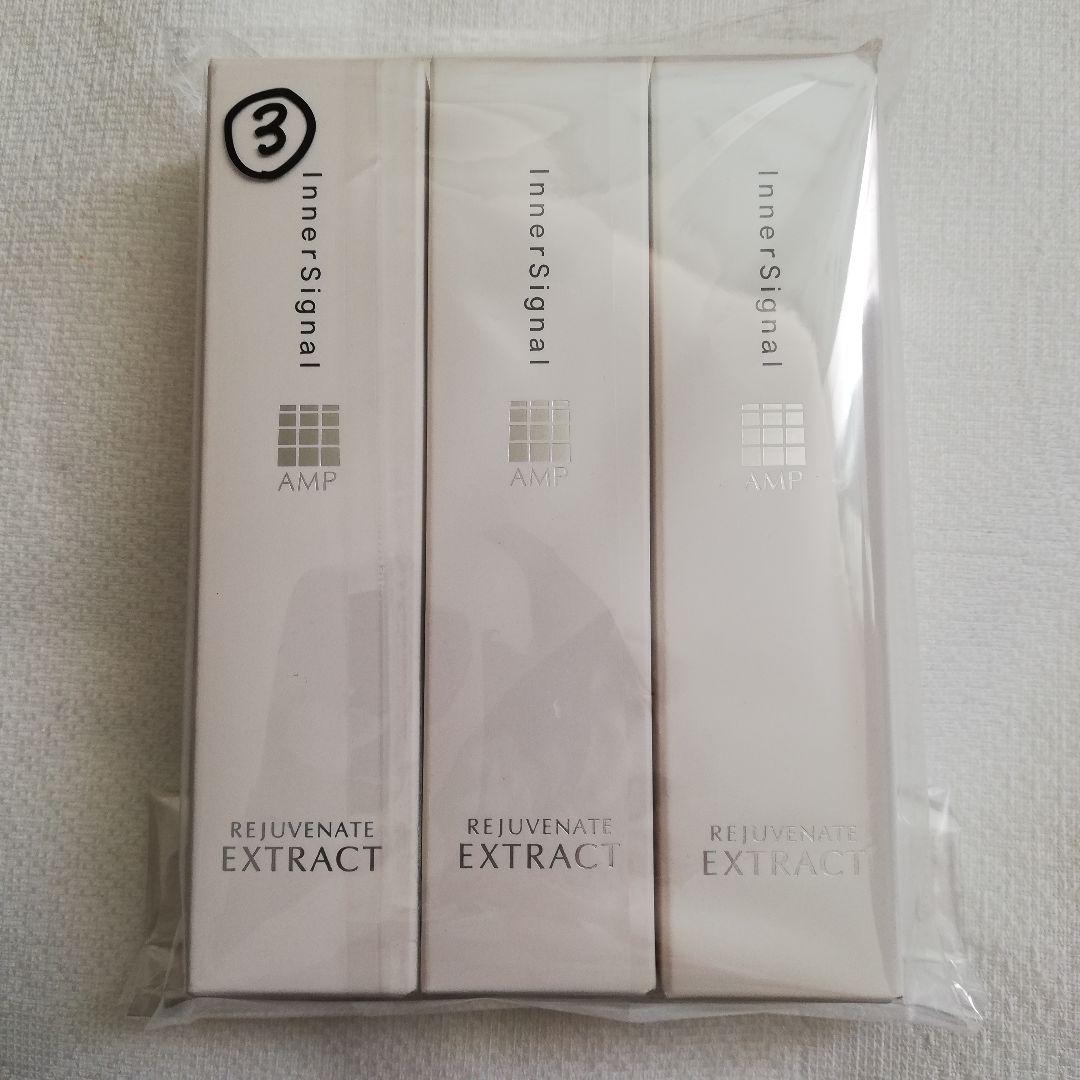 ③
InnerSignal
AMP
REJUVENATE
EXTRACT
InnerSignal
AMP
REJUVENATE
EXTRACT
InnerSignal
AMP
REJUVENATE
EXTRACT